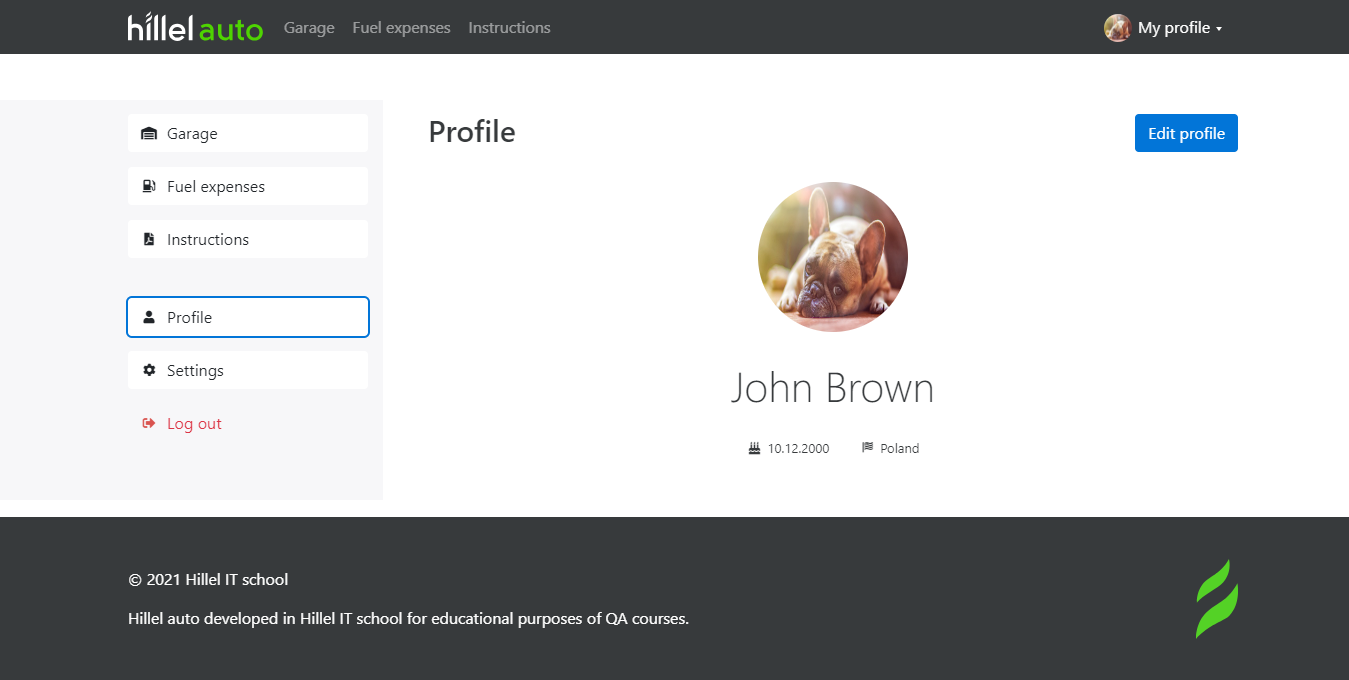 hillel auto Garage Fuel expenses Instructions My profile
Garage
Fuel expenses
Instructions
Profile
Settings
Log out
Profile
Edit profile
John Brown
10.12.2000 Poland
© 2021 Hillel IT school
Hillel auto developed in Hillel IT school for educational purposes of QA courses.